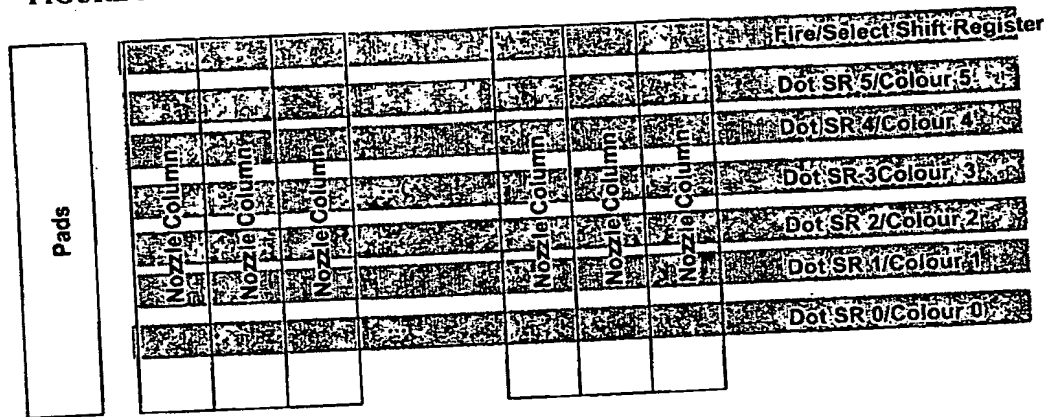 Pads
Nozzle Column
Nozzle Column
Nozzle Column
Nozzle Column
Nozzle Column
Nozzle Column
Fire/Select Shift Register
Dot SR 5/Colour 5
Dot SR 4/Colour 4
Dot SR 3Colour 3
Dot SR 2/Colour 2
Dot SR 1/Colour 1
Dot SR 0/Colour 0)